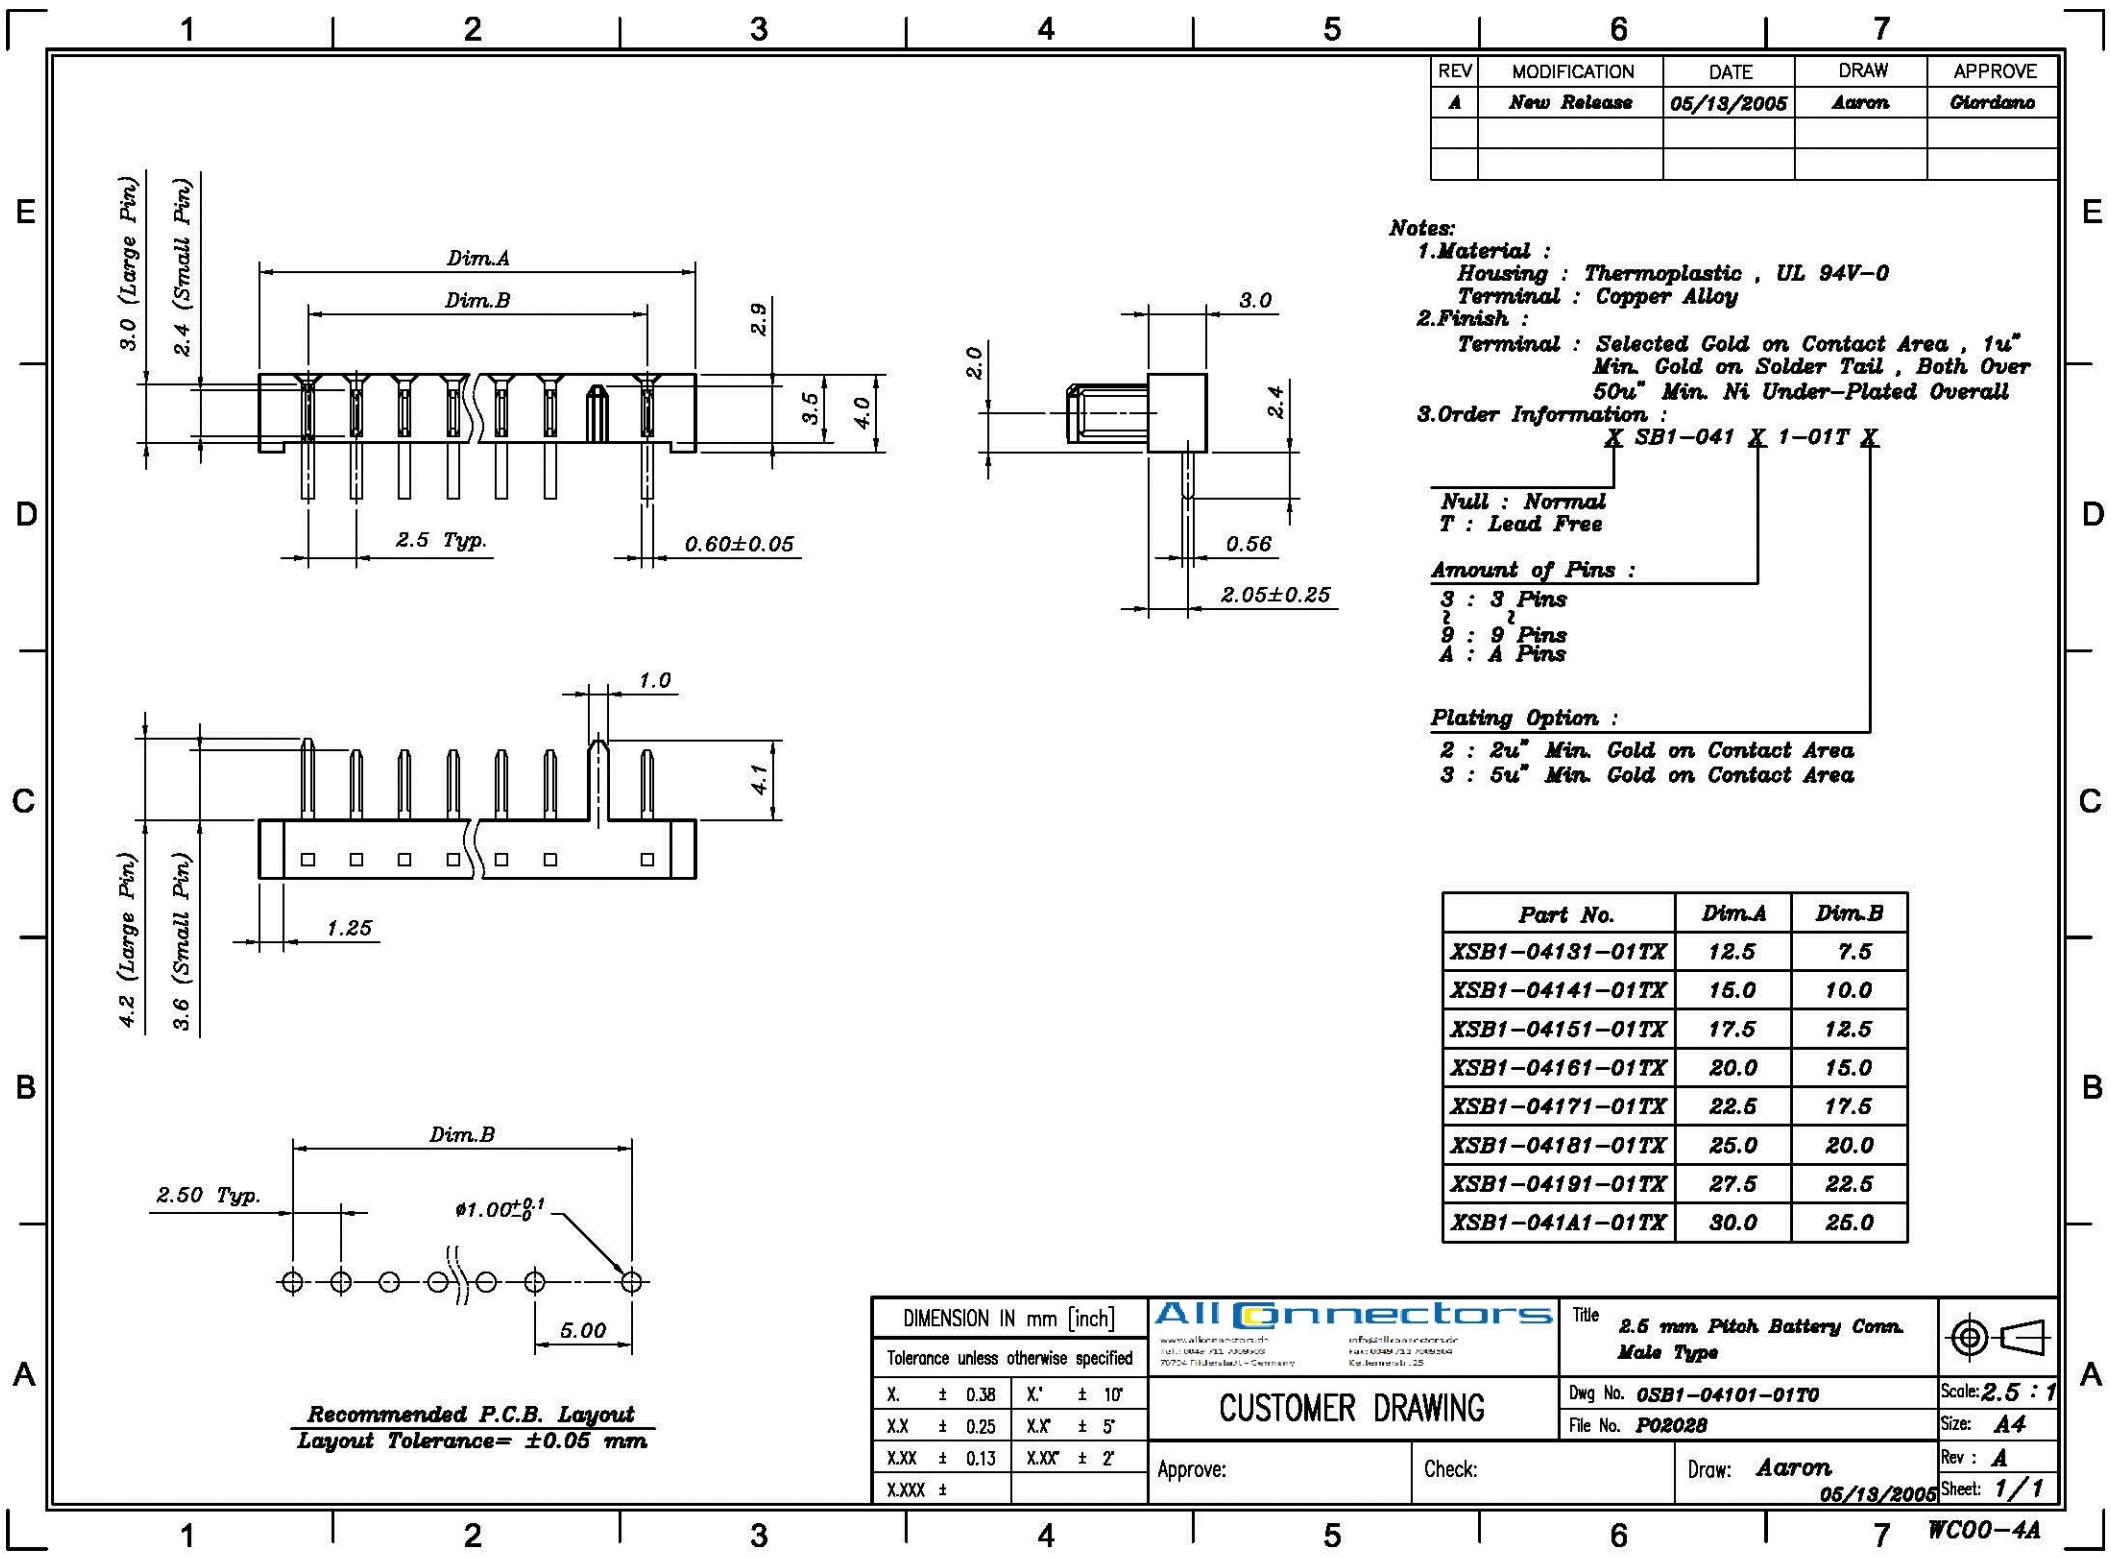 1 2 3 4 5 6 7
REV MODIFICATION DATE DRAW APPROVE
A New Release 05/13/2005 Aaron Giordano
E E
D D
C C
B B
A A
3.0 (Large Pin)
2.4 (Small Pin)
Dim.A
Dim.B
2.9
3.5
4.0
2.5 Typ.
0.60±0.05
3.0
2.0
2.4
0.56
2.05±0.25
Notes:
1.Material :
Housing : Thermoplastic , UL 94V-0
Terminal : Copper Alloy
2.Finish :
Terminal : Selected Gold on Contact Area , 1u"
Min. Gold on Solder Tail , Both Over
50u" Min. Ni Under-Plated Overall
3.Order Information :
X SB1-041 X 1-01T X
Null : Normal
T : Lead Free
Amount of Pins :
3 : 3 Pins
~ ~
9 : 9 Pins
A : A Pins
Plating Option :
2 : 2u" Min. Gold on Contact Area
3 : 5u" Min. Gold on Contact Area
1.0
4.1
4.2 (Large Pin)
3.6 (Small Pin)
1.25
Part No. Dim.A Dim.B
XSB1-04131-01TX 12.5 7.5
XSB1-04141-01TX 15.0 10.0
XSB1-04151-01TX 17.5 12.5
XSB1-04161-01TX 20.0 15.0
XSB1-04171-01TX 22.5 17.5
XSB1-04181-01TX 25.0 20.0
XSB1-04191-01TX 27.5 22.5
XSB1-041A1-01TX 30.0 25.0
Dim.B
2.50 Typ.
ø1.00+0.1 -0
5.00
Recommended P.C.B. Layout
Layout Tolerance= ±0.05 mm
DIMENSION IN mm [inch]
Tolerance unless otherwise specified
X. ± 0.38 X.° ± 10°
X.X ± 0.25 X.X° ± 5°
X.XX ± 0.13 X.XX° ± 2°
X.XXX ±
All Connectors
www.allconnectors.de
70794 Filderstadt - Germany
CUSTOMER DRAWING
Title 2.5 mm Pitch Battery Conn.
Male Type
Dwg No. 0SB1-04101-01T0
File No. P02028
Scale: 2.5 : 1
Size: A4
Rev : A
Sheet: 1/1
Approve: Check: Draw: Aaron
05/13/2005
1 2 3 4 5 6 7
WC00-4A